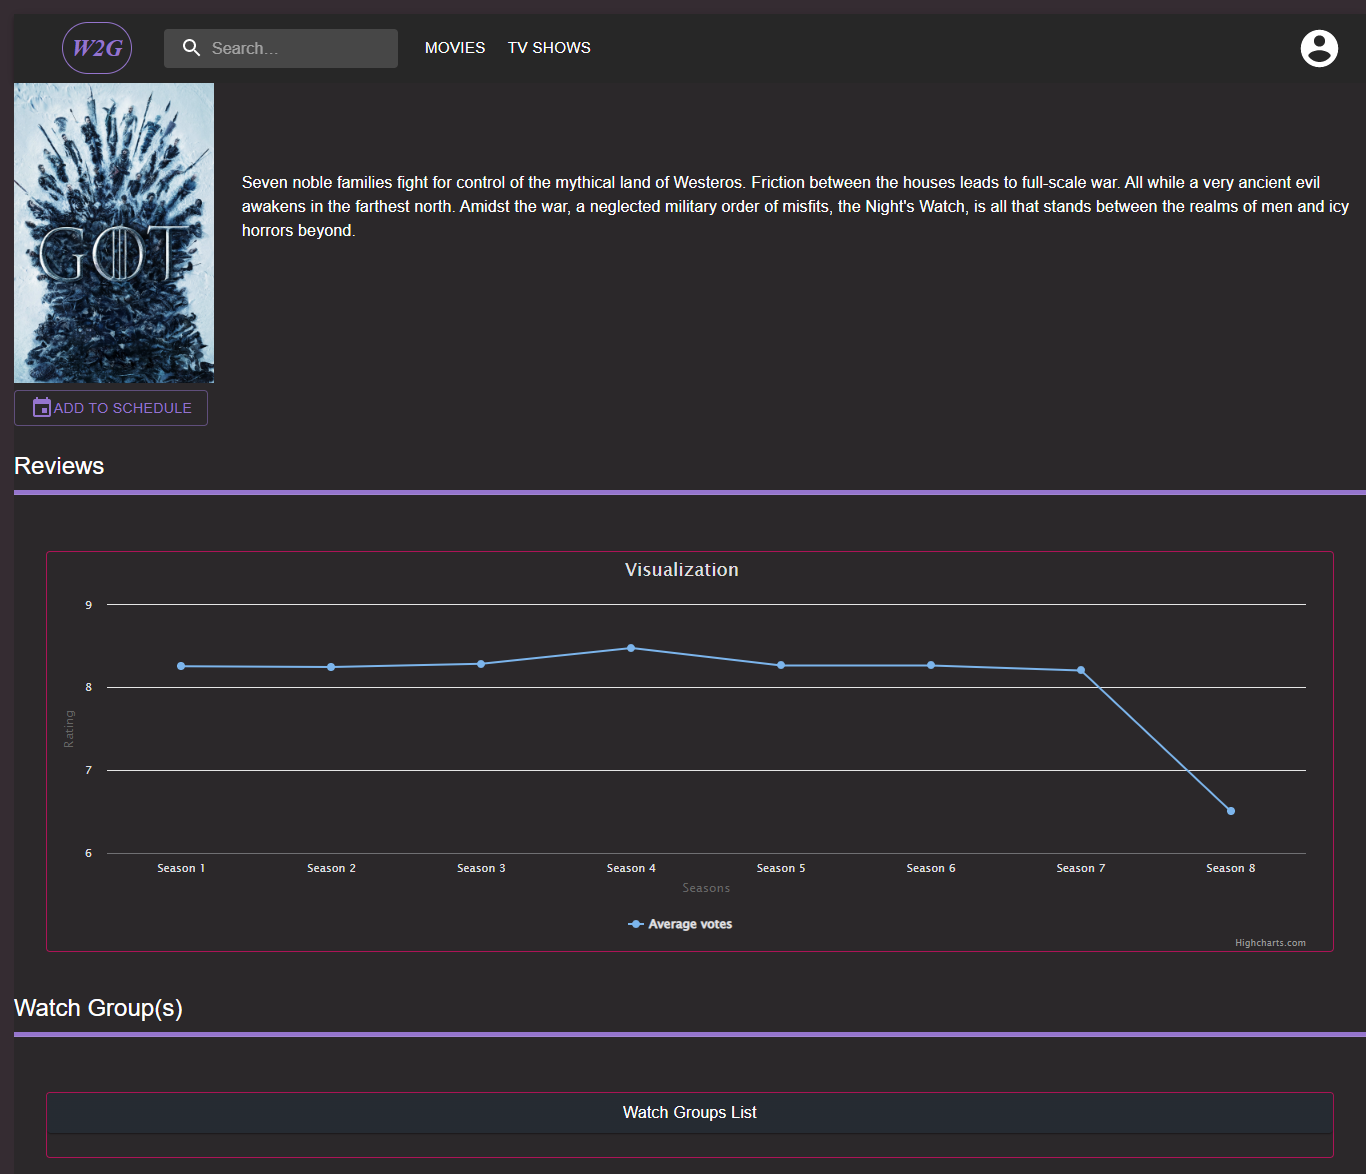 W2G
Search...
MOVIES
TV SHOWS
Seven noble families fight for control of the mythical land of Westeros. Friction between the houses leads to full-scale war. All while a very ancient evil
awakens in the farthest north. Amidst the war, a neglected military order of misfits, the Night's Watch, is all that stands between the realms of men and icy
horrors beyond.
GOT
ADD TO SCHEDULE
Reviews
Visualization
9
8
7
6
Rating
Season 1
Season 2
Season 3
Season 4
Season 5
Season 6
Season 7
Season 8
Seasons
Average votes
Highcharts.com
Watch Group(s)
Watch Groups List